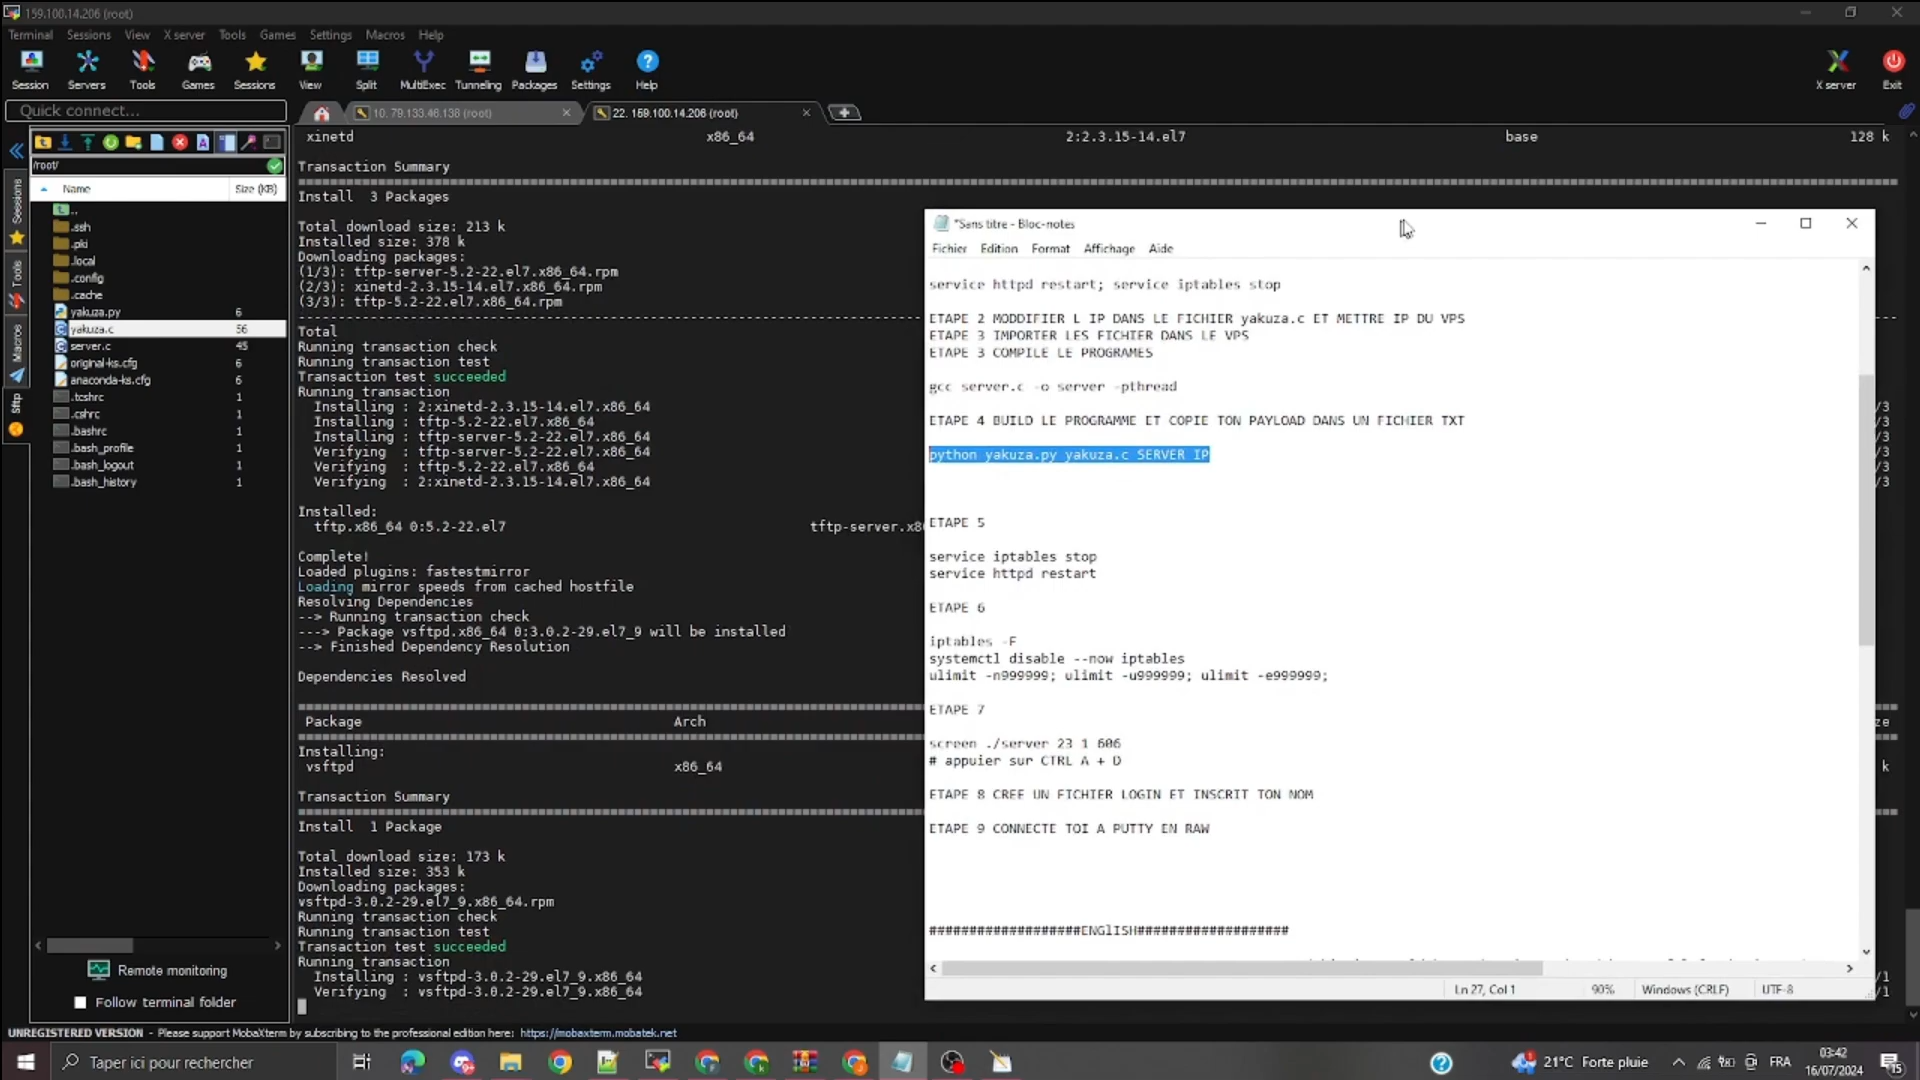 159.100.14.206 (root)
Terminal Sessions View X server Tools Games Settings Macros Help
Session Servers Tools Games Sessions View Split MultiExec Tunneling Packages Settings Help X server Exit
Quick connect...
10. 79.133.46.138 (root)
22. 159.100.14.206 (root)
/root/
Name Size (KB)
..
.ssh
.pki
.local
.config
.cache
yakuza.py 6
yakuza.c 56
server.c 45
original-ks.cfg 6
anaconda-ks.cfg 6
.tcshrc 1
.cshrc 1
.bashrc 1
.bash_profile 1
.bash_logout 1
.bash_history 1
Sessions
Tools
Macros
Sftp
Remote monitoring
Follow terminal folder
xinetd x86_64 2:2.3.15-14.el7 base 128 k
Transaction Summary
Install 3 Packages
Total download size: 213 k
Installed size: 378 k
Downloading packages:
(1/3): tftp-server-5.2-22.el7.x86_64.rpm
(2/3): xinetd-2.3.15-14.el7.x86_64.rpm
(3/3): tftp-5.2-22.el7.x86_64.rpm
Total
Running transaction check
Running transaction test
Transaction test succeeded
Running transaction
Installing : 2:xinetd-2.3.15-14.el7.x86_64
Installing : tftp-5.2-22.el7.x86_64
Installing : tftp-server-5.2-22.el7.x86_64
Verifying : tftp-server-5.2-22.el7.x86_64
Verifying : tftp-5.2-22.el7.x86_64
Verifying : 2:xinetd-2.3.15-14.el7.x86_64
/3
/3
/3
/3
/3
/3
Installed:
tftp.x86_64 0:5.2-22.el7 tftp-server.x8
Complete!
Loaded plugins: fastestmirror
Loading mirror speeds from cached hostfile
Resolving Dependencies
--> Running transaction check
---> Package vsftpd.x86_64 0:3.0.2-29.el7_9 will be installed
--> Finished Dependency Resolution
Dependencies Resolved
Package Arch ze
Installing:
vsftpd x86_64 k
Transaction Summary
Install 1 Package
Total download size: 173 k
Installed size: 353 k
Downloading packages:
vsftpd-3.0.2-29.el7_9.x86_64.rpm
Running transaction check
Running transaction test
Transaction test succeeded
Running transaction
Installing : vsftpd-3.0.2-29.el7_9.x86_64 /1
Verifying : vsftpd-3.0.2-29.el7_9.x86_64 /1
*Sans titre - Bloc-notes
Fichier Edition Format Affichage Aide
service httpd restart; service iptables stop
ETAPE 2 MODDIFIER L IP DANS LE FICHIER yakuza.c ET METTRE IP DU VPS
ETAPE 3 IMPORTER LES FICHIER DANS LE VPS
ETAPE 3 COMPILE LE PROGRAMES
gcc server.c -o server -pthread
ETAPE 4 BUILD LE PROGRAMME ET COPIE TON PAYLOAD DANS UN FICHIER TXT
python yakuza.py yakuza.c SERVER IP
ETAPE 5
service iptables stop
service httpd restart
ETAPE 6
iptables -F
systemctl disable --now iptables
ulimit -n999999; ulimit -u999999; ulimit -e999999;
ETAPE 7
screen ./server 23 1 606
# appuier sur CTRL A + D
ETAPE 8 CREE UN FICHIER LOGIN ET INSCRIT TON NOM
ETAPE 9 CONNECTE TOI A PUTTY EN RAW
###################ENGlISH###################
Ln 27, Col 1 90% Windows (CRLF) UTF-8
UNREGISTERED VERSION - Please support MobaXterm by subscribing to the professional edition here: https://mobaxterm.mobatek.net
Taper ici pour rechercher
21°C Forte pluie FRA
03:42
16/07/2024
15